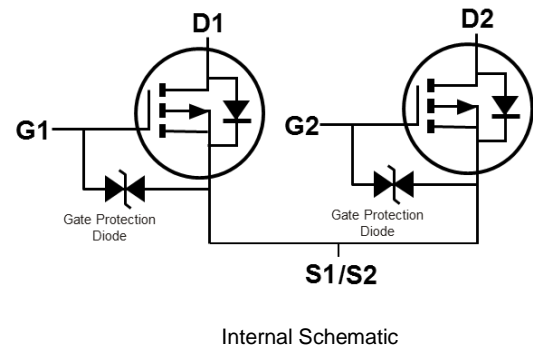 D1
D2
G1
G2
Gate Protection
Diode
Gate Protection
Diode
S1/S2
Internal Schematic